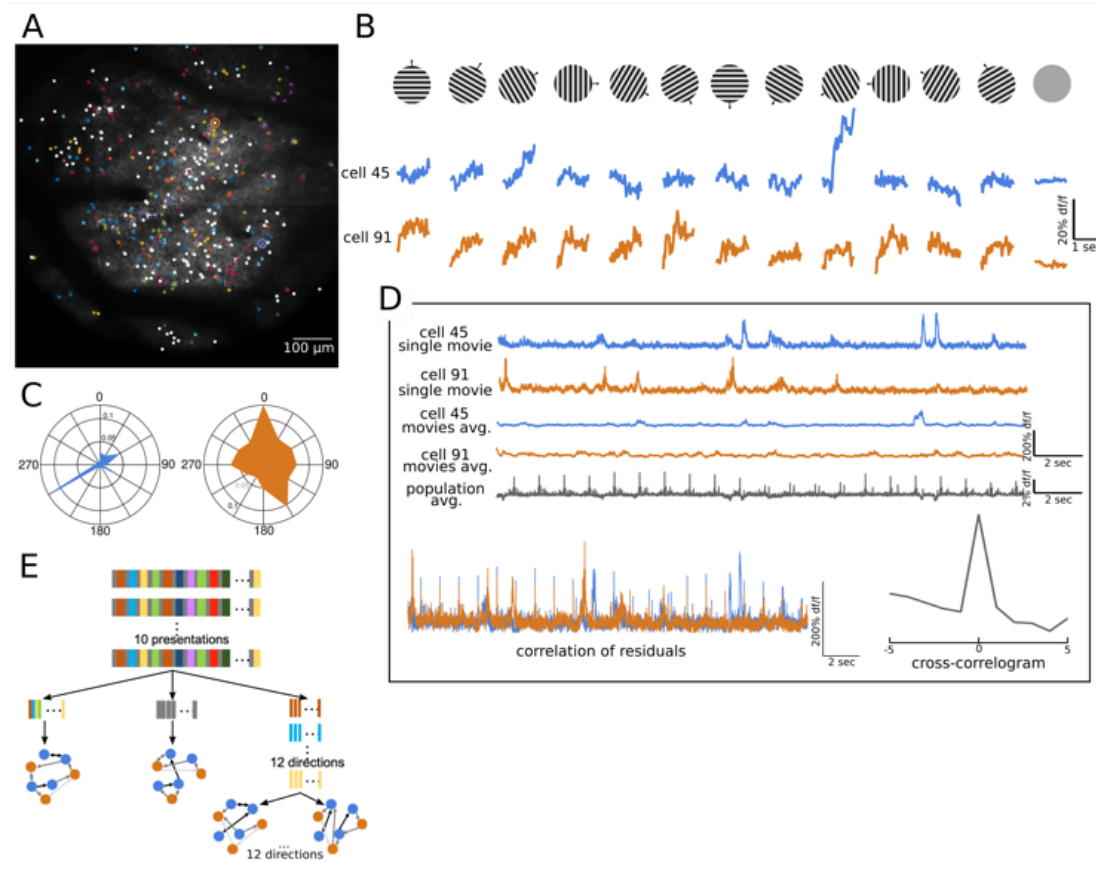 A
100 μm
B
cell 45
cell 91
20% df/f
1 sec
C
0
0.1
0.05
270
90
180
0
270
90
0.1
180
D
cell 45
single movie
cell 91
single movie
cell 45
movies avg.
cell 91
movies avg.
200% df/f
2 sec
population
avg.
2% df/f
2 sec
200% df/f
2 sec
correlation of residuals
-5
0
5
cross-correlogram
E
10 presentations
12 directions
12 directions